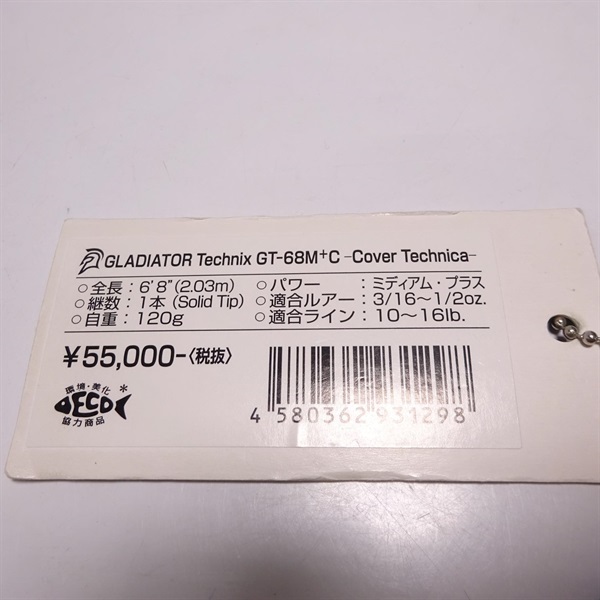 GLADIATOR Technix GT-68M⁺C -Cover Technica-
○全長：6'8"(2.03m) ○パワー：ミディアム・プラス
○継数：1本 (Solid Tip) ○適合ルアー：3/16〜1/2oz.
○自重：120g ○適合ライン：10〜16lb.
¥55,000-〈税抜〉
環境・美化
ECO
協力商品
4 580362 931298